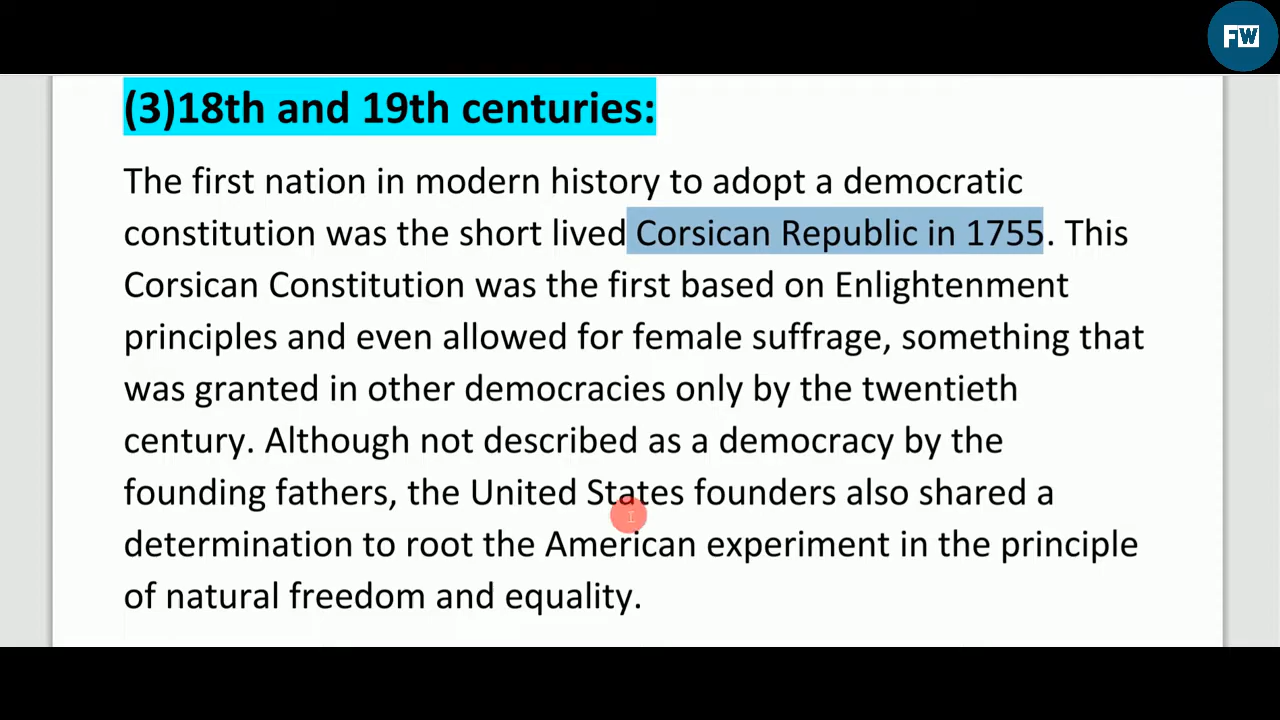 FW
(3)18th and 19th centuries:
The first nation in modern history to adopt a democratic
constitution was the short lived Corsican Republic in 1755. This
Corsican Constitution was the first based on Enlightenment
principles and even allowed for female suffrage, something that
was granted in other democracies only by the twentieth
century. Although not described as a democracy by the
founding fathers, the United States founders also shared a
determination to root the American experiment in the principle
of natural freedom and equality.